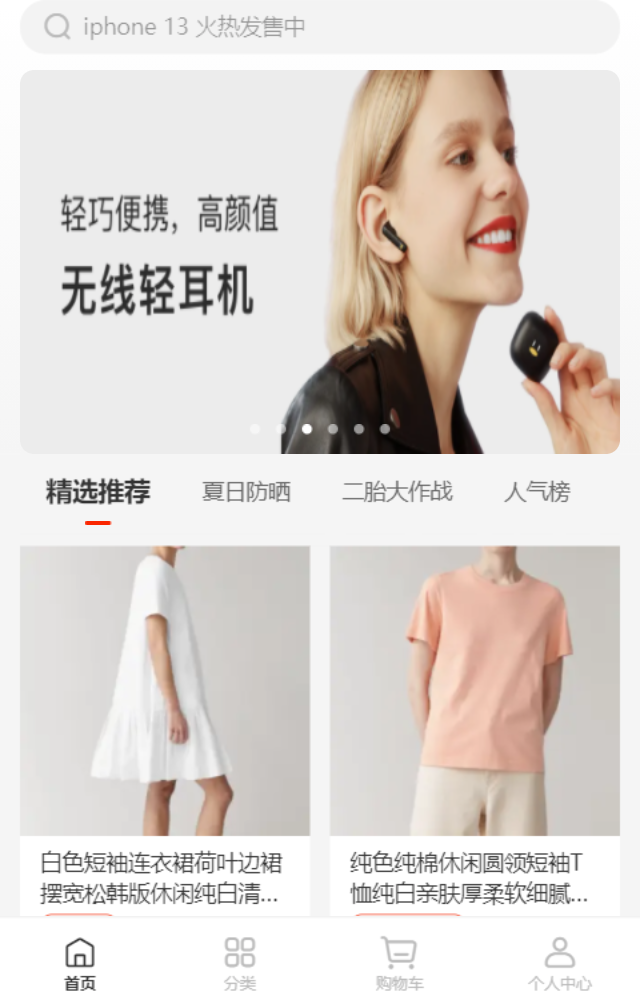 iphone 13 火热发售中
轻巧便携，高颜值
无线轻耳机
精选推荐 夏日防晒 二胎大作战 人气榜
白色短袖连衣裙荷叶边裙
摆宽松韩版休闲纯白清...
纯色纯棉休闲圆领短袖T
恤纯白亲肤厚柔软细腻...
首页 分类 购物车 个人中心